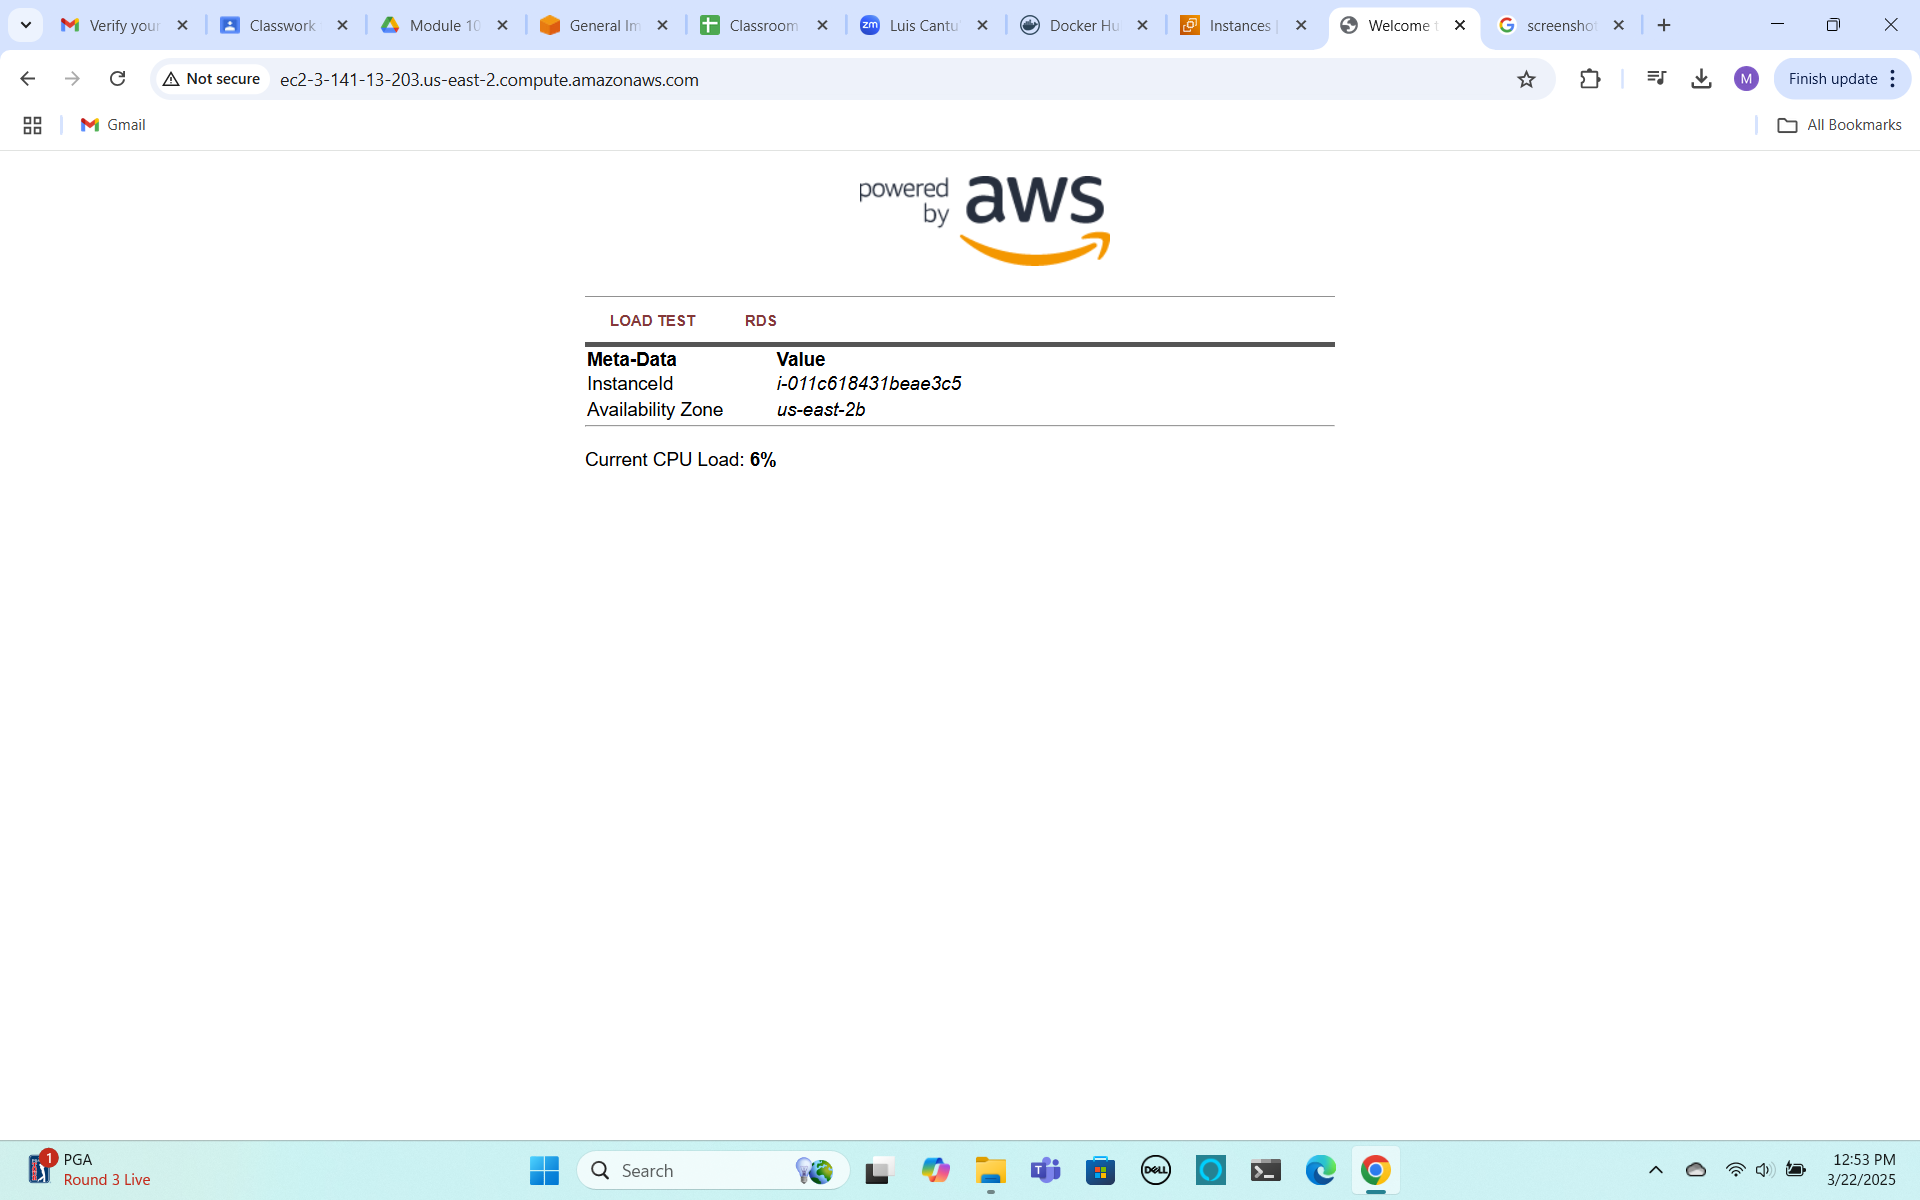 Verify your
Classwork
Module 10
General Im
Classroom
zm Luis Cantu
Docker Hu
Instances |
Welcome t
screenshot
Not secure ec2-3-141-13-203.us-east-2.compute.amazonaws.com M Finish update
Gmail All Bookmarks
powered by aws
LOAD TEST RDS
Meta-Data Value
InstanceId i-011c618431beae3c5
Availability Zone us-east-2b
Current CPU Load: 6%
1 PGA
Round 3 Live
Search
T
DELL
12:53 PM
3/22/2025